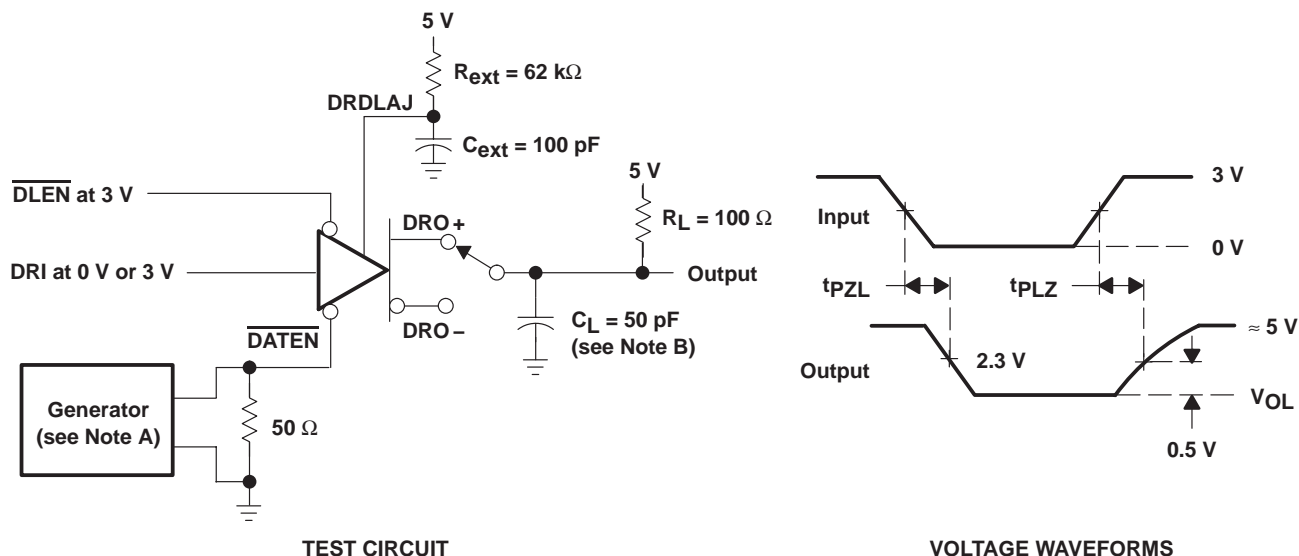 5 V
Rext = 62 kΩ
DRDLAJ
Cext = 100 pF
DLEN at 3 V
DRI at 0 V or 3 V
DATEN
DRO+
DRO−
5 V
RL = 100 Ω
Output
CL = 50 pF
(see Note B)
Generator
(see Note A)
50 Ω
TEST CIRCUIT
Input
3 V
0 V
tPZL
tPLZ
Output
2.3 V
≈ 5 V
VOL
0.5 V
VOLTAGE WAVEFORMS